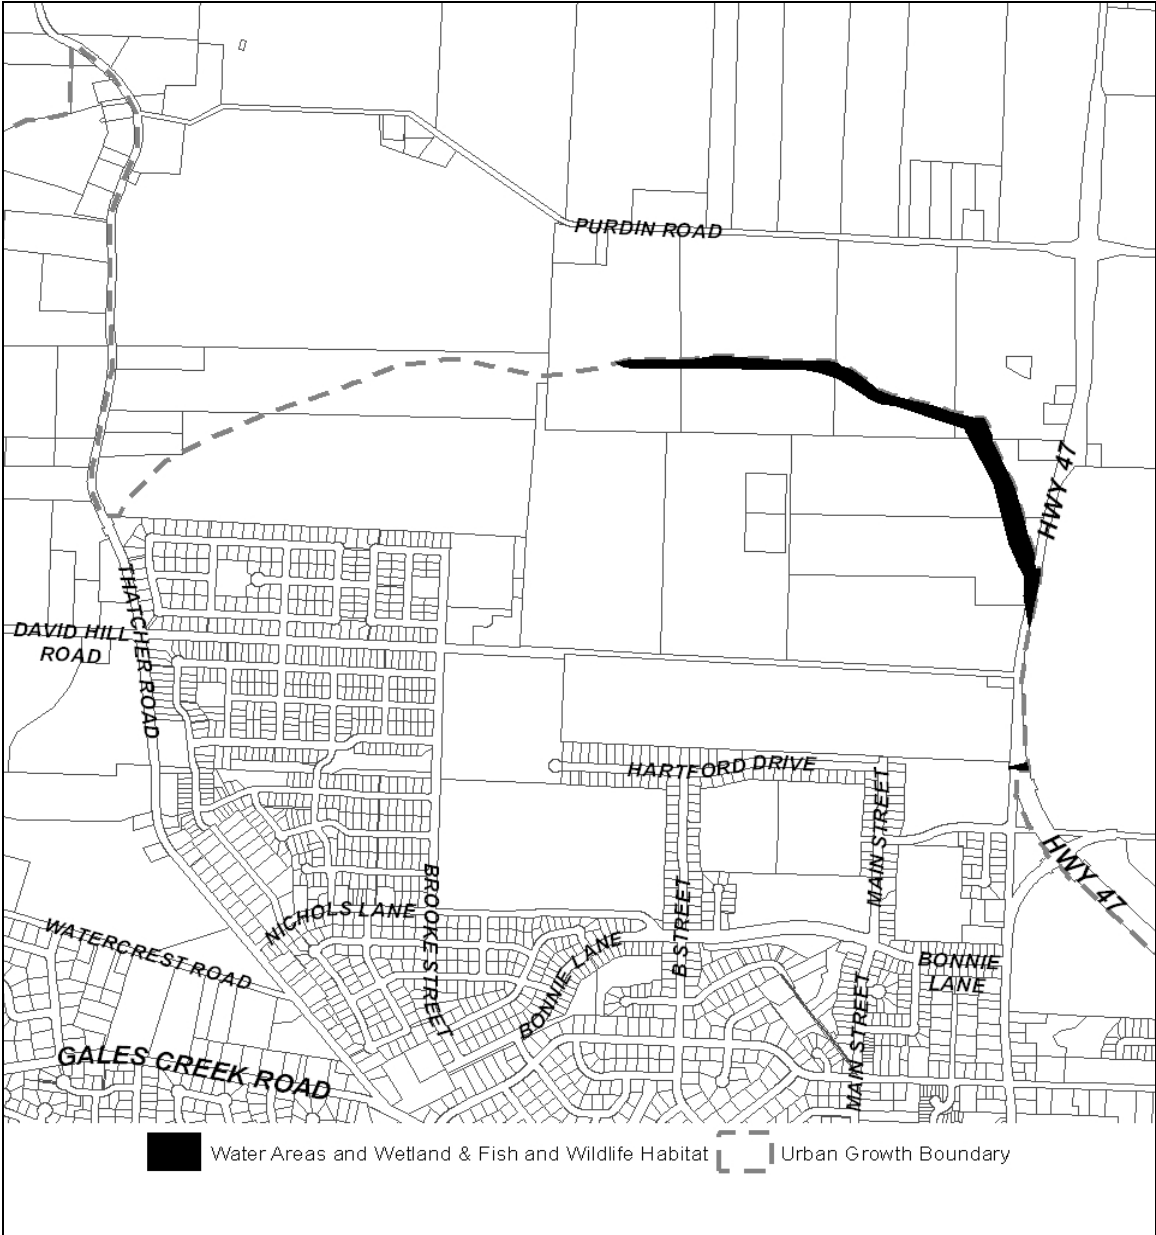 PURDIN ROAD
HWY 47
THATCHER ROAD
DAVID HILL
ROAD
HARTFORD DRIVE
MAIN STREET
HWY 47
BROOKE STREET
NICHOLS LANE
B STREET
WATERCREST ROAD
BONNIE LANE
BONNIE
LANE
MAIN STREET
GALES CREEK ROAD
Water Areas and Wetland & Fish and Wildlife Habitat
Urban Growth Boundary